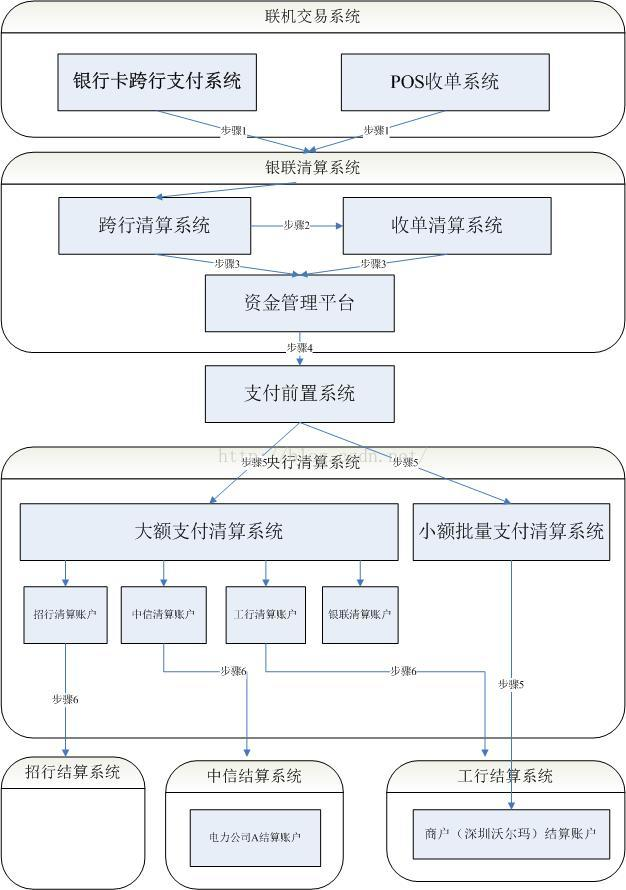 联机交易系统
银行卡跨行支付系统
POS收单系统
步骤1
步骤1
银联清算系统
跨行清算系统
步骤2
收单清算系统
步骤3
步骤3
资金管理平台
步骤4
支付前置系统
http://blog.csdn.net/
步骤5
央行清算系统
步骤5
大额支付清算系统
小额批量支付清算系统
招行清算账户
中信清算账户
工行清算账户
银联清算账户
步骤6
步骤6
步骤6
步骤5
招行结算系统
中信结算系统
工行结算系统
电力公司A结算账户
商户（深圳沃尔玛）结算账户